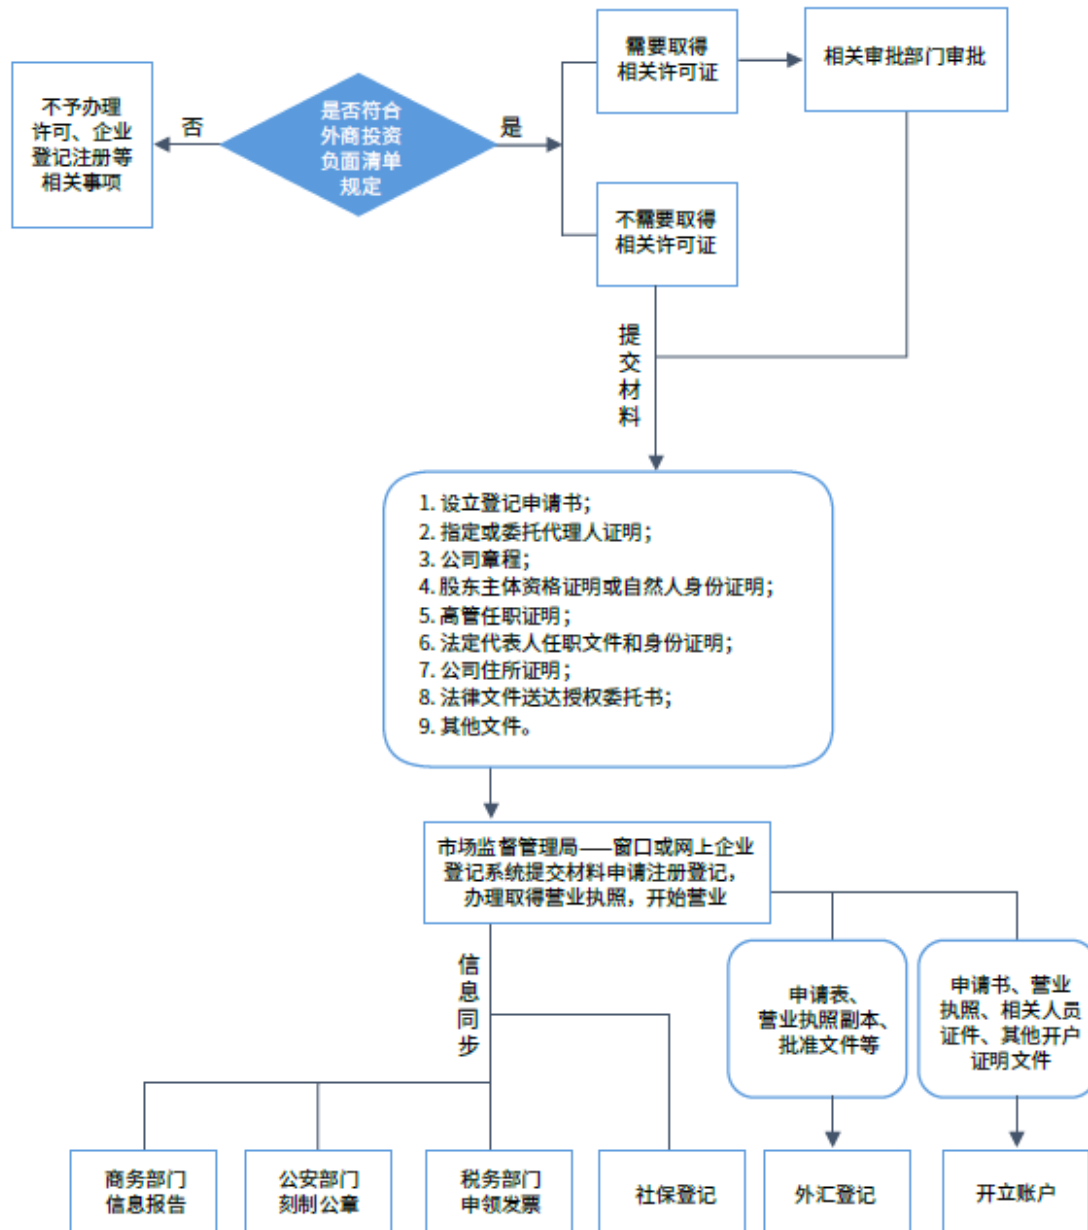 需要取得
相关许可证
相关审批部门审批
不予办理
许可、企业
登记注册等
相关事项
否
是否符合
外商投资
负面清单
规定
是
不需要取得
相关许可证
提
交
材
料
1. 设立登记申请书；
2. 指定或委托代理人证明；
3. 公司章程；
4. 股东主体资格证明或自然人身份证明；
5. 高管任职证明；
6. 法定代表人任职文件和身份证明；
7. 公司住所证明；
8. 法律文件送达授权委托书；
9. 其他文件。
市场监督管理局——窗口或网上企业
登记系统提交材料申请注册登记，
办理取得营业执照，开始营业
信
息
同
步
申请表、
营业执照副本、
批准文件等
申请书、营业
执照、相关人员
证件、其他开户
证明文件
商务部门
信息报告
公安部门
刻制公章
税务部门
申领发票
社保登记
外汇登记
开立账户